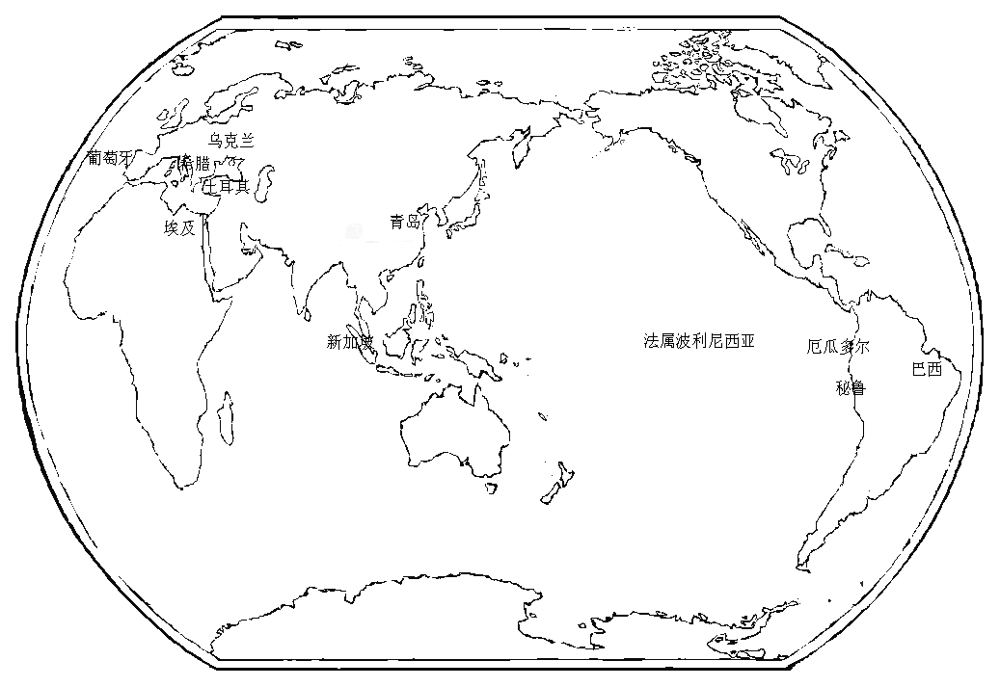 乌克兰
葡萄牙
希腊
土耳其
埃及
青岛
新加坡
法属波利尼西亚
厄瓜多尔
巴西
秘鲁